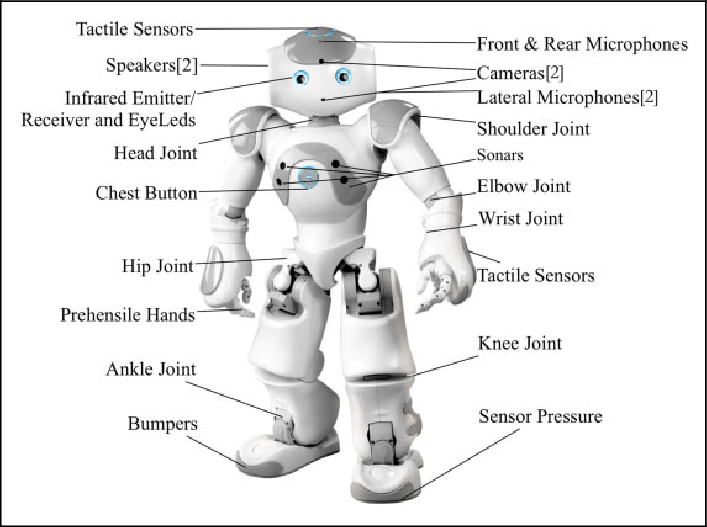 Tactile Sensors
Speakers[2]
Infrared Emitter/
Receiver and EyeLeds
Head Joint
Chest Button
Hip Joint
Prehensile Hands
Ankle Joint
Bumpers
Front & Rear Microphones
Cameras[2]
Lateral Microphones[2]
Shoulder Joint
Sonars
Elbow Joint
Wrist Joint
Tactile Sensors
Knee Joint
Sensor Pressure